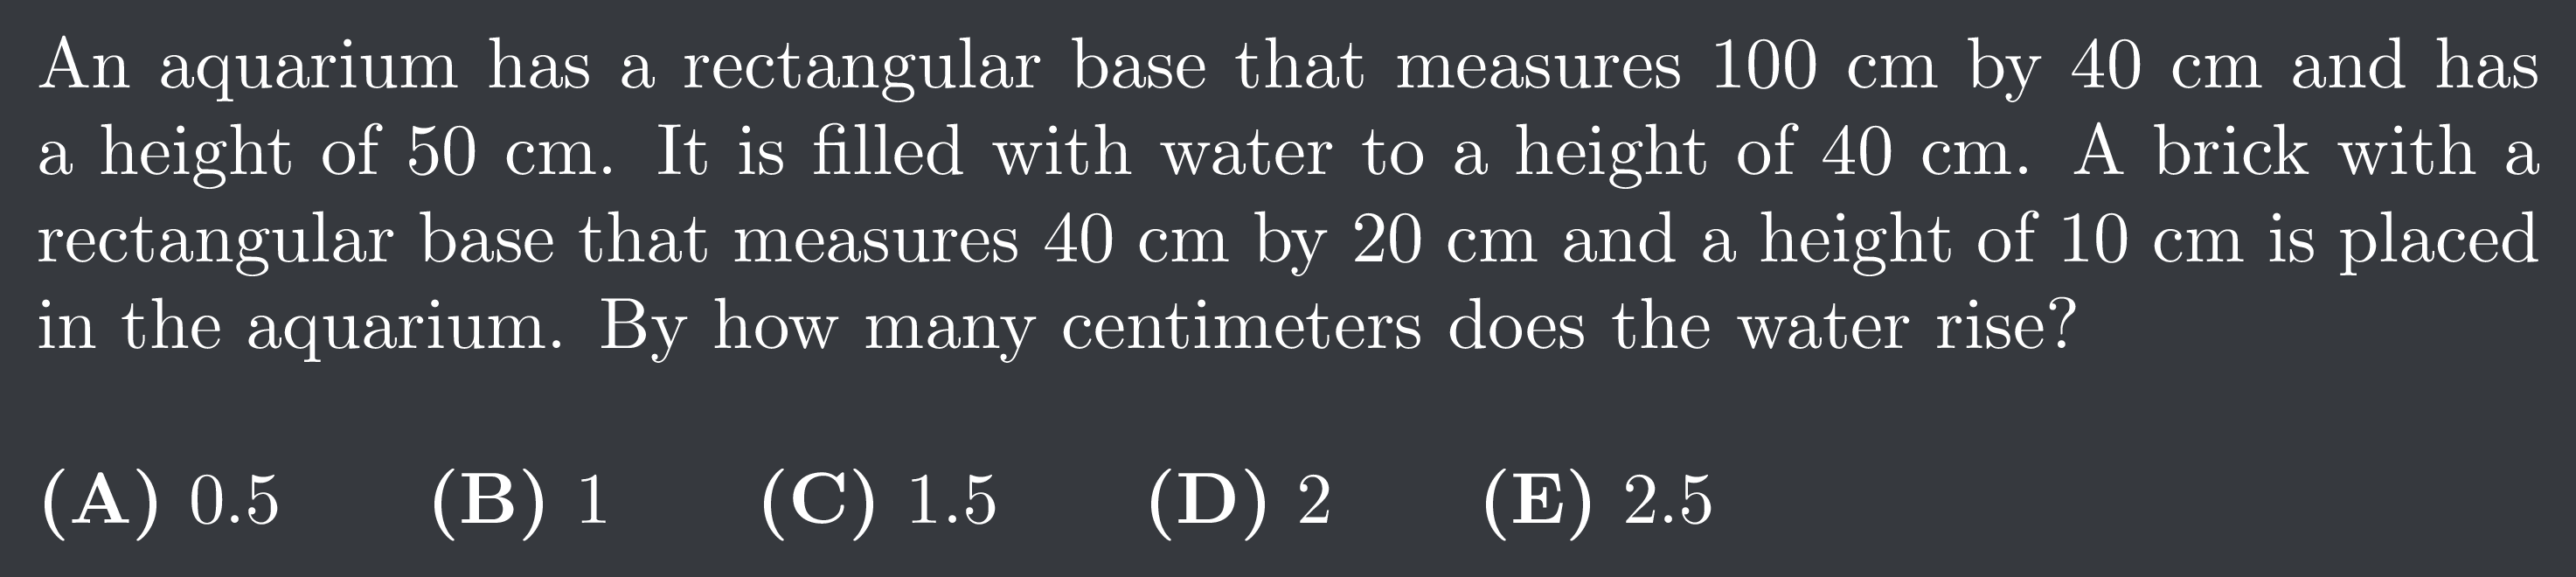 An aquarium has a rectangular base that measures 100 cm by 40 cm and has
a height of 50 cm. It is filled with water to a height of 40 cm. A brick with a
rectangular base that measures 40 cm by 20 cm and a height of 10 cm is placed
in the aquarium. By how many centimeters does the water rise?
(A) 0.5 (B) 1 (C) 1.5 (D) 2 (E) 2.5